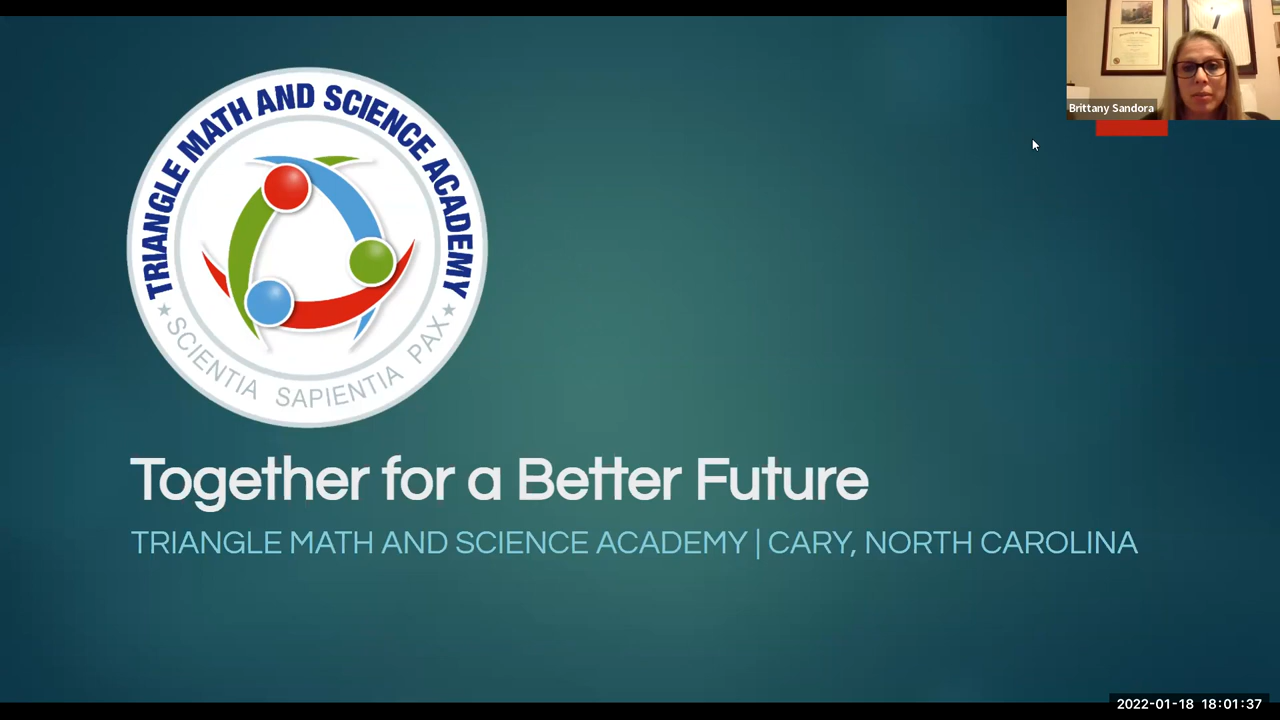 TRIANGLE MATH AND SCIENCE ACADEMY
★ SCIENTIA SAPIENTIA PAX ★
Brittany Sandora
Together for a Better Future
TRIANGLE MATH AND SCIENCE ACADEMY | CARY, NORTH CAROLINA
2022-01-18 18:01:37